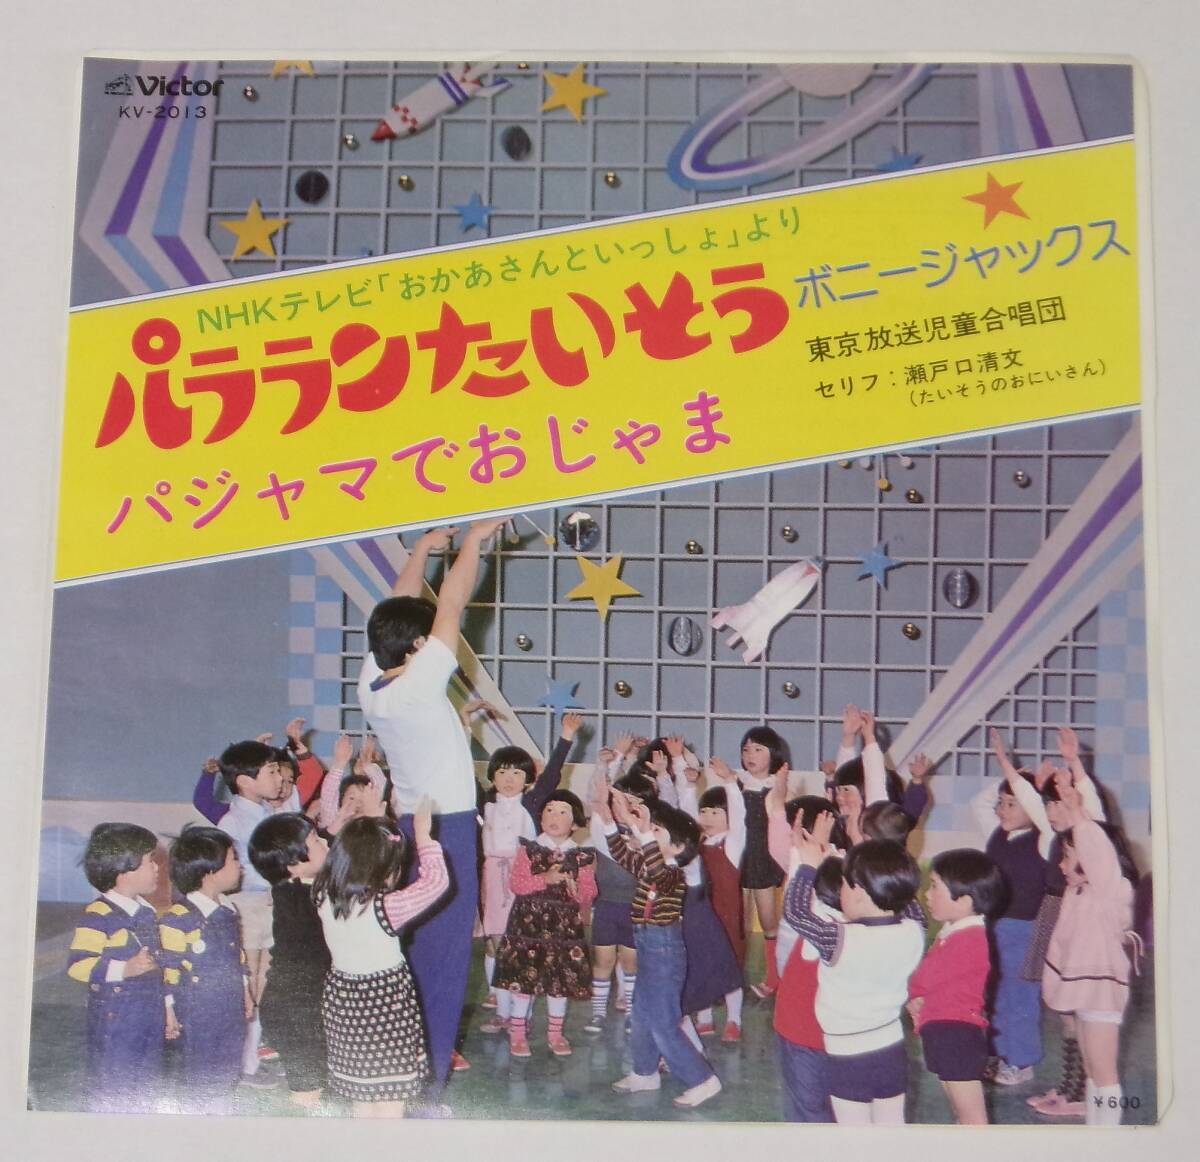 Victor
KV-2013
NHKテレビ「おかあさんといっしょ」より
パラランたいそう
ボニージャックス
東京放送児童合唱団
セリフ：瀬戸口清文
(たいそうのおにいさん)
パジャマでおじゃま
¥600